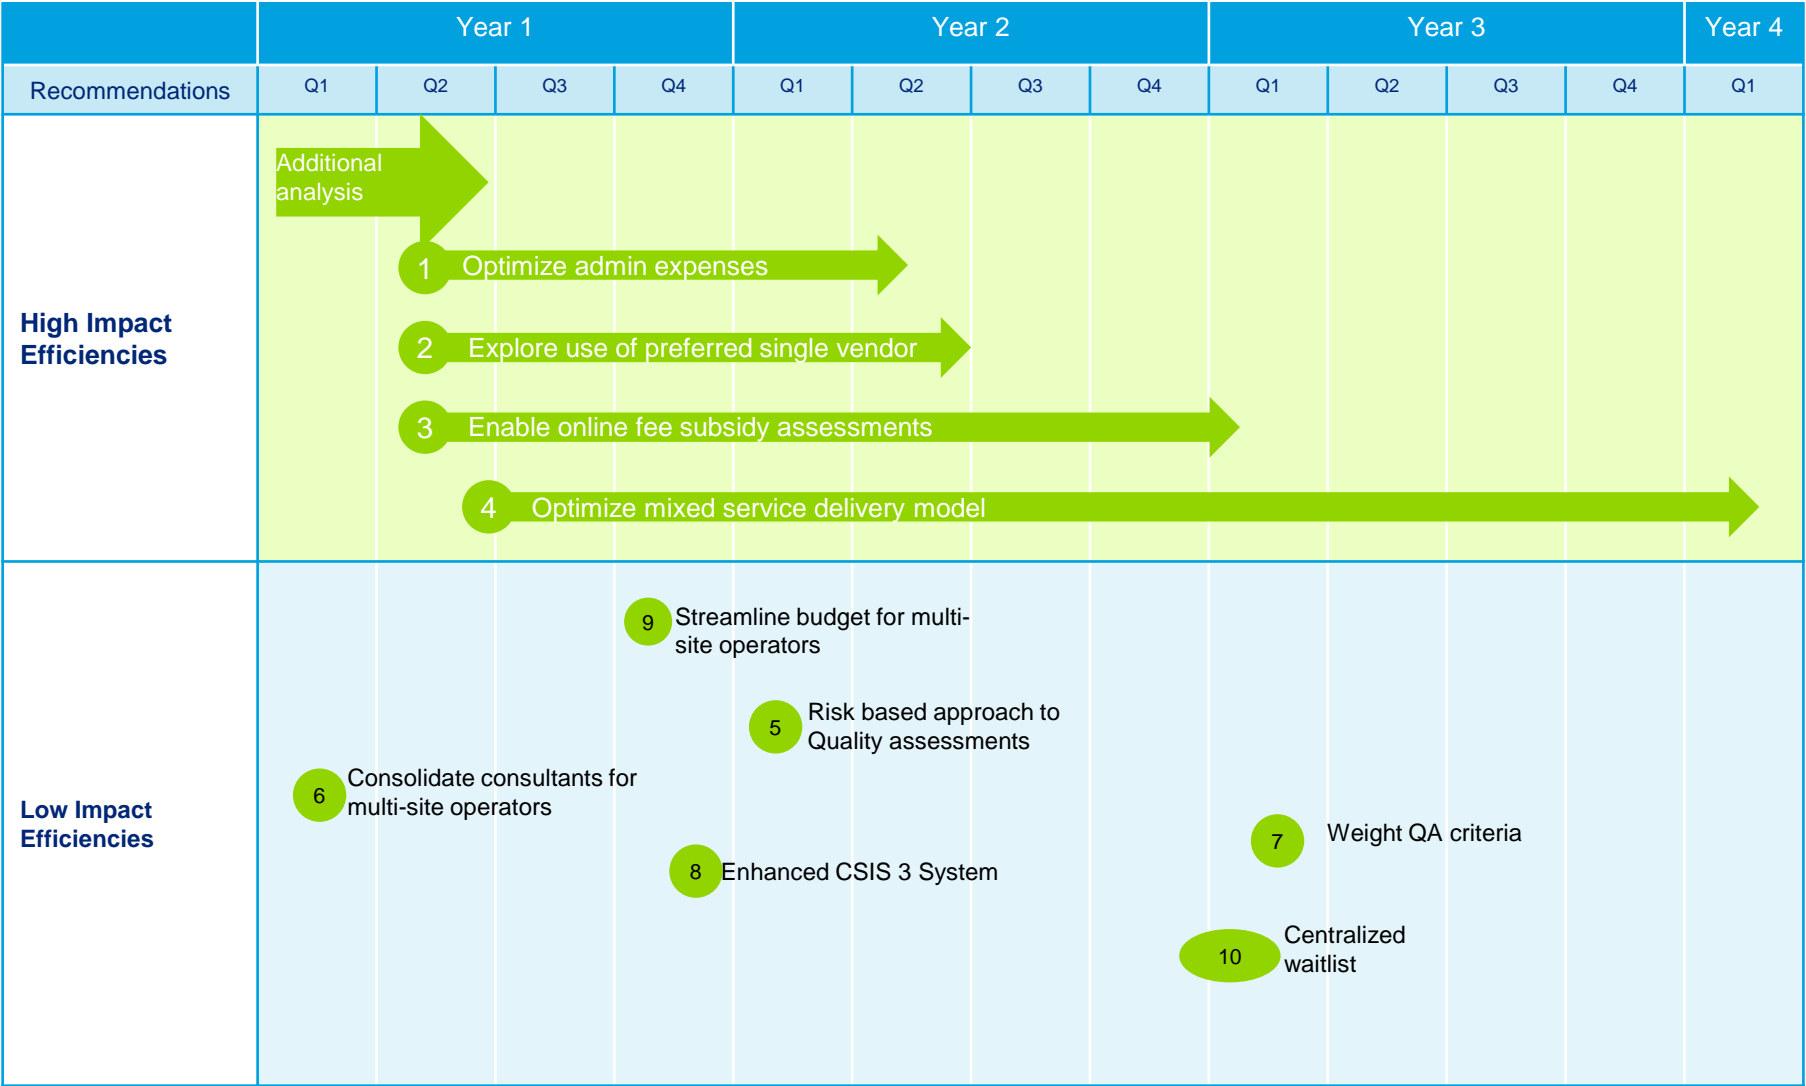 Year 1 Year 2 Year 3 Year 4
Recommendations Q1 Q2 Q3 Q4 Q1 Q2 Q3 Q4 Q1 Q2 Q3 Q4 Q1
High Impact
Efficiencies
Additional
analysis
1 Optimize admin expenses
2 Explore use of preferred single vendor
3 Enable online fee subsidy assessments
4 Optimize mixed service delivery model
Low Impact
Efficiencies
9 Streamline budget for multi-
site operators
5 Risk based approach to
Quality assessments
6 Consolidate consultants for
multi-site operators
7 Weight QA criteria
8 Enhanced CSIS 3 System
10 Centralized
waitlist